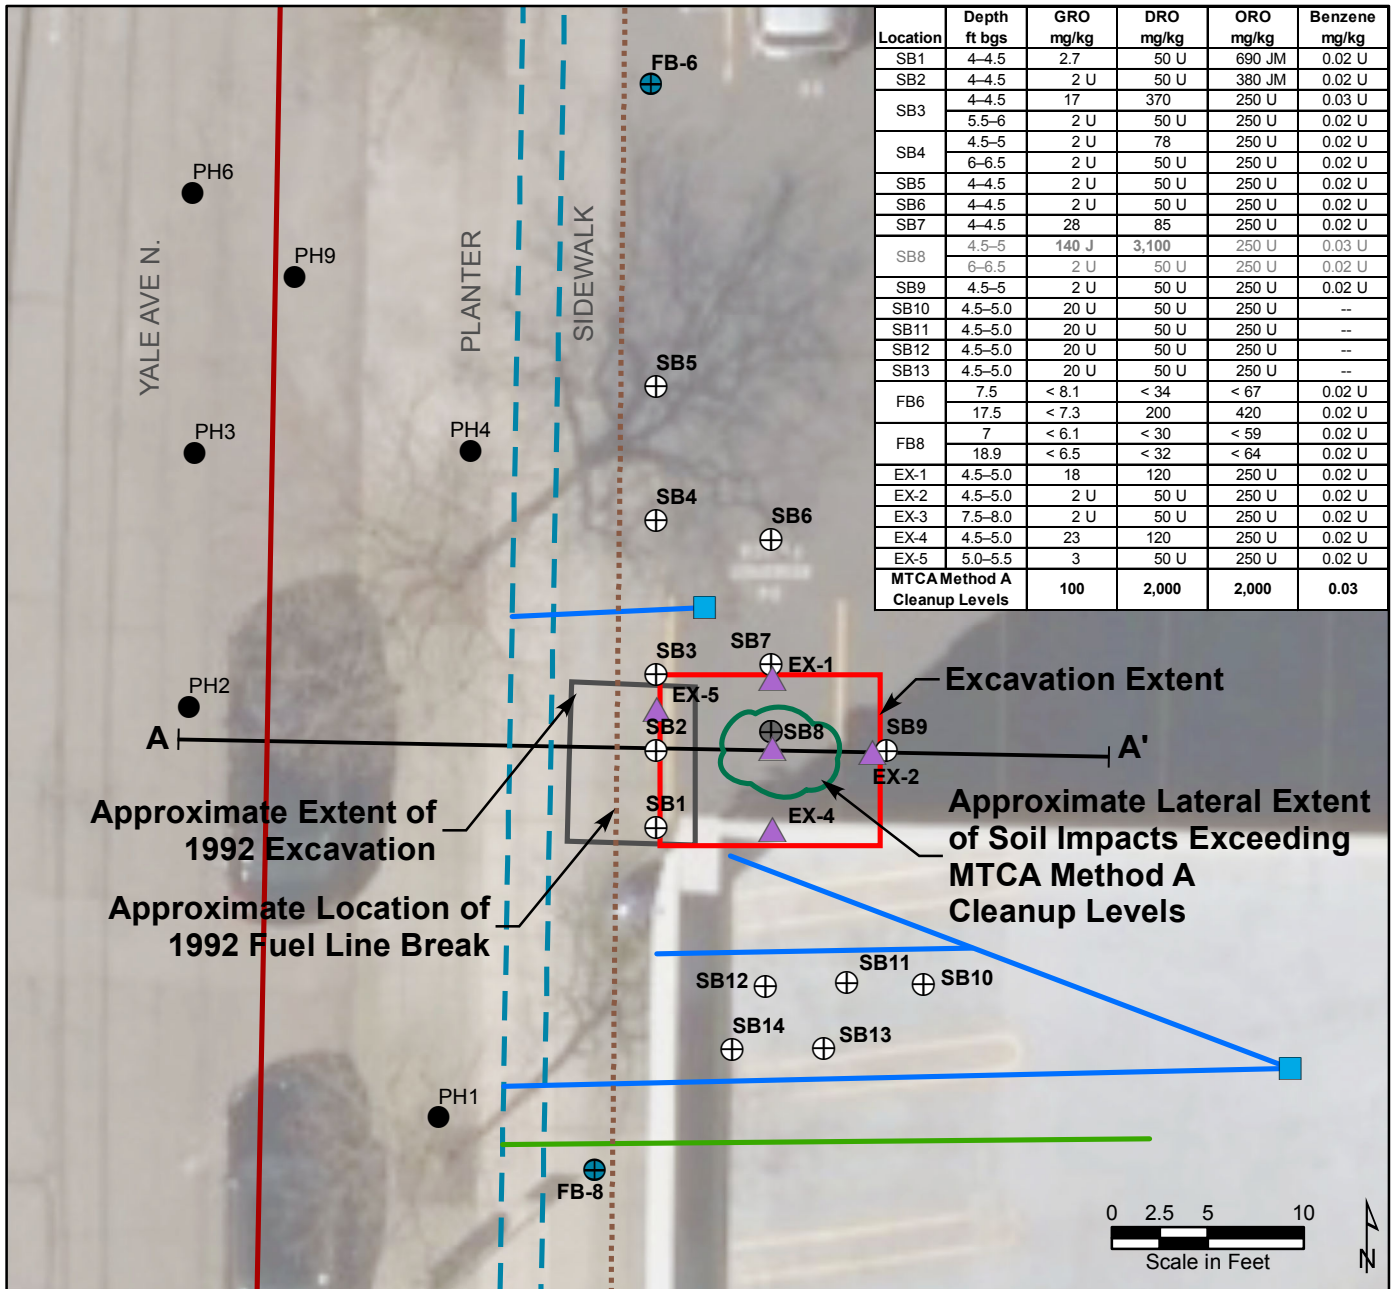 Location | Depth ft bgs | GRO mg/kg | DRO mg/kg | ORO mg/kg | Benzene mg/kg
SB1 | 4–4.5 | 2.7 | 50 U | 690 JM | 0.02 U
SB2 | 4–4.5 | 2 U | 50 U | 380 JM | 0.02 U
SB3 | 4–4.5 | 17 | 370 | 250 U | 0.03 U
5.5–6 | 2 U | 50 U | 250 U | 0.02 U
SB4 | 4.5–5 | 2 U | 78 | 250 U | 0.02 U
6–6.5 | 2 U | 50 U | 250 U | 0.02 U
SB5 | 4–4.5 | 2 U | 50 U | 250 U | 0.02 U
SB6 | 4–4.5 | 2 U | 50 U | 250 U | 0.02 U
SB7 | 4–4.5 | 28 | 85 | 250 U | 0.02 U
SB8 | 4.5–5 | 140 J | 3,100 | 250 U | 0.03 U
6–6.5 | 2 U | 50 U | 250 U | 0.02 U
SB9 | 4.5–5 | 2 U | 50 U | 250 U | 0.02 U
SB10 | 4.5–5.0 | 20 U | 50 U | 250 U | --
SB11 | 4.5–5.0 | 20 U | 50 U | 250 U | --
SB12 | 4.5–5.0 | 20 U | 50 U | 250 U | --
SB13 | 4.5–5.0 | 20 U | 50 U | 250 U | --
FB6 | 7.5 | < 8.1 | < 34 | < 67 | 0.02 U
17.5 | < 7.3 | 200 | 420 | 0.02 U
FB8 | 7 | < 6.1 | < 30 | < 59 | 0.02 U
18.9 | < 6.5 | < 32 | < 64 | 0.02 U
EX-1 | 4.5–5.0 | 18 | 120 | 250 U | 0.02 U
EX-2 | 4.5–5.0 | 2 U | 50 U | 250 U | 0.02 U
EX-3 | 7.5–8.0 | 2 U | 50 U | 250 U | 0.02 U
EX-4 | 4.5–5.0 | 23 | 120 | 250 U | 0.02 U
EX-5 | 5.0–5.5 | 3 | 50 U | 250 U | 0.02 U
MTCA Method A Cleanup Levels | 100 | 2,000 | 2,000 | 0.03
FB-6
PH6
PH9
YALE AVE N.
PLANTER
SIDEWALK
SB5
PH3
PH4
SB4
SB6
SB3
SB7
EX-1
Excavation Extent
PH2
EX-5
A
SB2
SB8
SB9
A'
EX-2
SB1
EX-4
Approximate Extent of
1992 Excavation
Approximate Lateral Extent
of Soil Impacts Exceeding
MTCA Method A
Cleanup Levels
Approximate Location of
1992 Fuel Line Break
SB12
SB11
SB10
SB14
SB13
PH1
FB-8
0 2.5 5 10
Scale in Feet
N